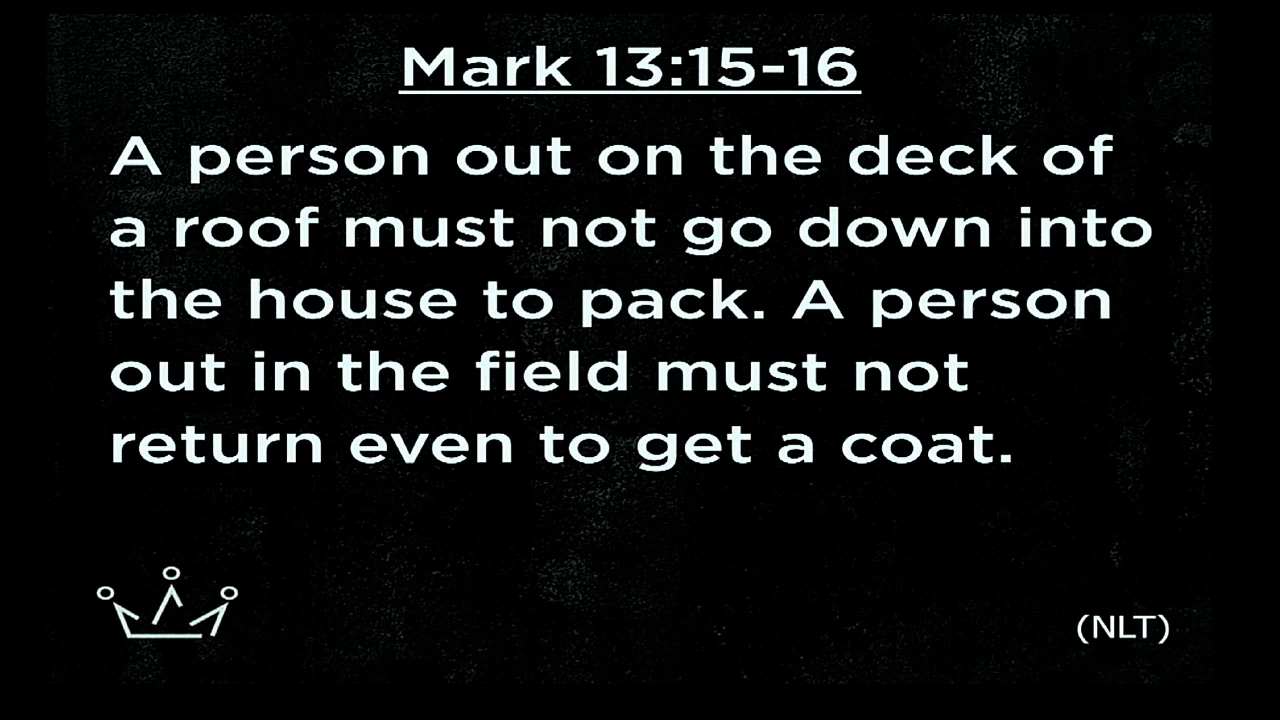 Mark 13:15-16
A person out on the deck of
a roof must not go down into
the house to pack. A person
out in the field must not
return even to get a coat.
(NLT)